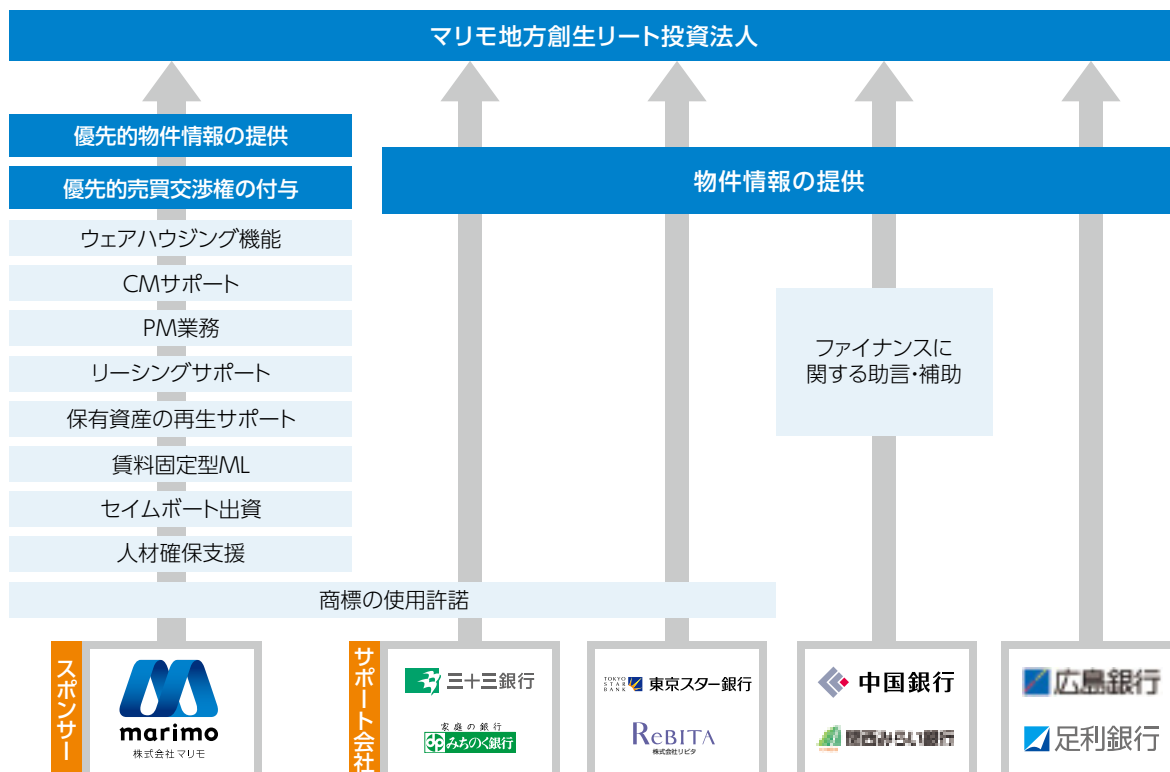 マリモ地方創生リート投資法人
優先的物件情報の提供
優先的売買交渉権の付与
物件情報の提供
ウェアハウジング機能
CMサポート
PM業務
リーシングサポート
保有資産の再生サポート
賃料固定型ML
セイムボート出資
人材確保支援
ファイナンスに
関する助言・補助
商標の使用許諾
スポンサー
marimo
株式会社マリモ
サポート会社
三十三銀行
家庭の銀行
みちのく銀行
TOKYO
STAR
BANK
東京スター銀行
ReBITA
株式会社リビタ
中国銀行
関西みらい銀行
広島銀行
足利銀行